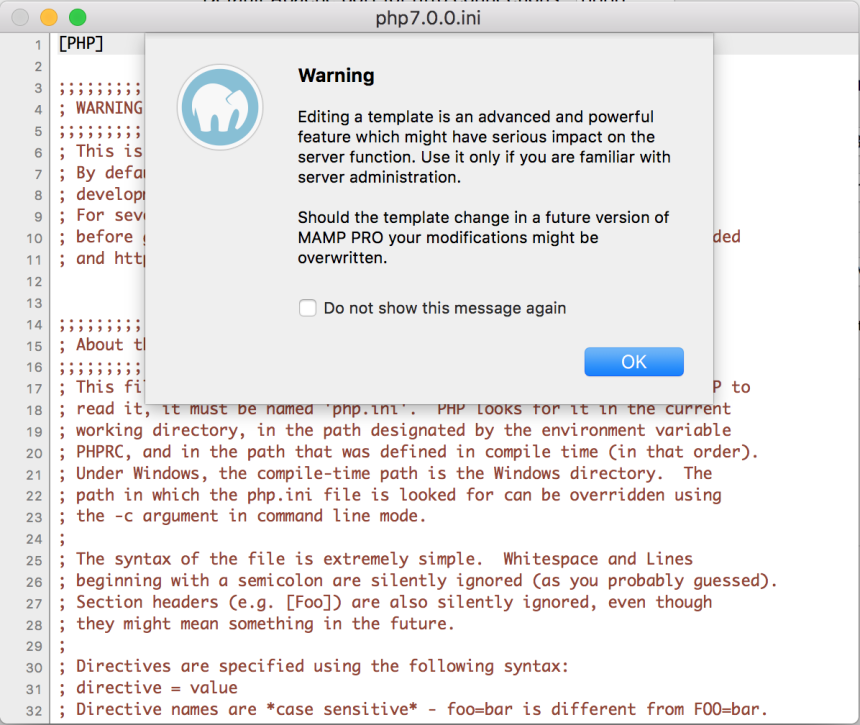 php7.0.0.ini
1 [PHP]
2
3 ;;;;;;;;;
4 ; WARNING
5 ;;;;;;;;;
6 ; This is
7 ; By defau
8 ; developm
9 ; For seve
10 ; before g ded
11 ; and http
12
13
14 ;;;;;;;;;
15 ; About th
16 ;;;;;;;;;
17 ; This fi P to
18 ; read it, it must be named 'php.ini'.  PHP looks for it in the current
19 ; working directory, in the path designated by the environment variable
20 ; PHPRC, and in the path that was defined in compile time (in that order).
21 ; Under Windows, the compile-time path is the Windows directory.  The
22 ; path in which the php.ini file is looked for can be overridden using
23 ; the -c argument in command line mode.
24 ;
25 ; The syntax of the file is extremely simple.  Whitespace and Lines
26 ; beginning with a semicolon are silently ignored (as you probably guessed).
27 ; Section headers (e.g. [Foo]) are also silently ignored, even though
28 ; they might mean something in the future.
29 ;
30 ; Directives are specified using the following syntax:
31 ; directive = value
32 ; Directive names are *case sensitive* - foo=bar is different from FOO=bar.
Warning
Editing a template is an advanced and powerful
feature which might have serious impact on the
server function. Use it only if you are familiar with
server administration.
Should the template change in a future version of
MAMP PRO your modifications might be
overwritten.
Do not show this message again
OK